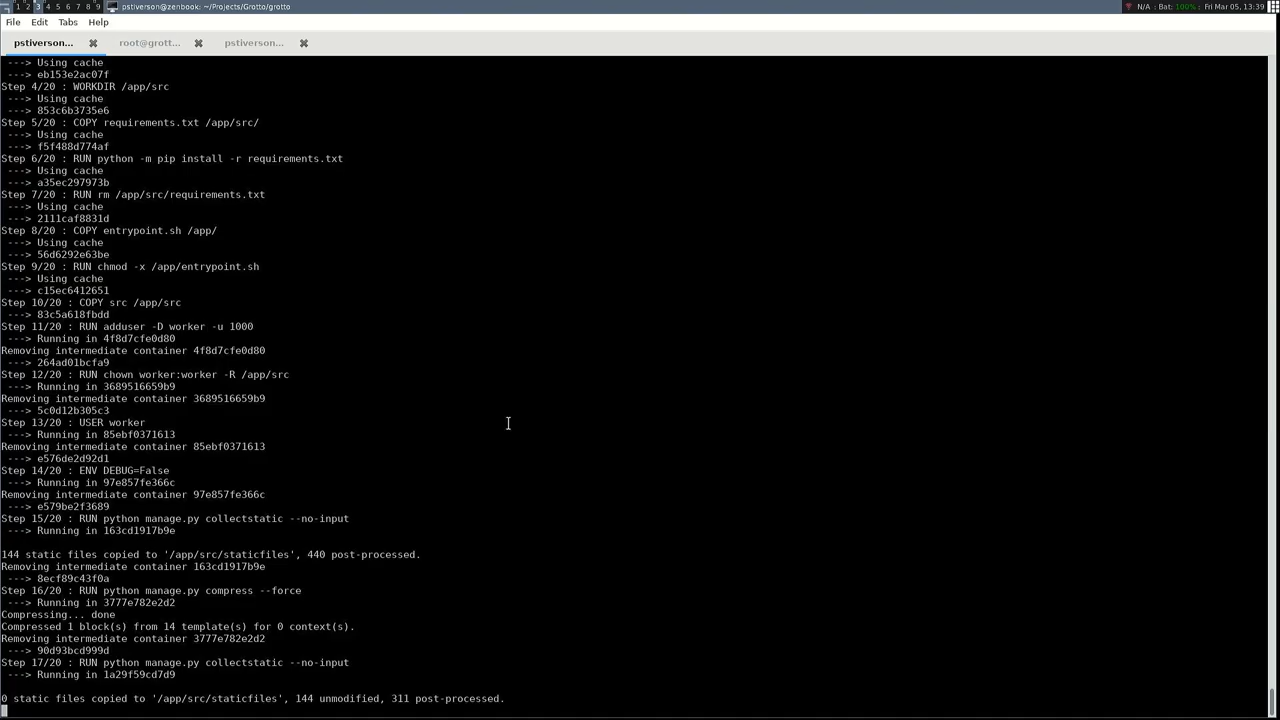 1 2 3 4 5 6 7 8 9 pstiverson@zenbook: ~/Projects/Grotto/grotto N/A : Bat: 100% : Fri Mar 05, 13:39
File Edit Tabs Help
pstiverson... root@grott... pstiverson...
---> Using cache
---> eb153e2ac07f
Step 4/20 : WORKDIR /app/src
---> Using cache
---> 853c6b3735e6
Step 5/20 : COPY requirements.txt /app/src/
---> Using cache
---> f5f488d774af
Step 6/20 : RUN python -m pip install -r requirements.txt
---> Using cache
---> a35ec297973b
Step 7/20 : RUN rm /app/src/requirements.txt
---> Using cache
---> 2111caf8831d
Step 8/20 : COPY entrypoint.sh /app/
---> Using cache
---> 56d6292e63be
Step 9/20 : RUN chmod -x /app/entrypoint.sh
---> Using cache
---> c15ec6412651
Step 10/20 : COPY src /app/src
---> 83c5a618fbdd
Step 11/20 : RUN adduser -D worker -u 1000
---> Running in 4f8d7cfe0d80
Removing intermediate container 4f8d7cfe0d80
---> 264ad01bcfa9
Step 12/20 : RUN chown worker:worker -R /app/src
---> Running in 3689516659b9
Removing intermediate container 3689516659b9
---> 5c0d12b305c3
Step 13/20 : USER worker
---> Running in 85ebf0371613
Removing intermediate container 85ebf0371613
---> e576de2d92d1
Step 14/20 : ENV DEBUG=False
---> Running in 97e857fe366c
Removing intermediate container 97e857fe366c
---> e579be2f3689
Step 15/20 : RUN python manage.py collectstatic --no-input
---> Running in 163cd1917b9e
144 static files copied to '/app/src/staticfiles', 440 post-processed.
Removing intermediate container 163cd1917b9e
---> 8ecf89c43f0a
Step 16/20 : RUN python manage.py compress --force
---> Running in 3777e782e2d2
Compressing... done
Compressed 1 block(s) from 14 template(s) for 0 context(s).
Removing intermediate container 3777e782e2d2
---> 90d93bcd999d
Step 17/20 : RUN python manage.py collectstatic --no-input
---> Running in 1a29f59cd7d9
0 static files copied to '/app/src/staticfiles', 144 unmodified, 311 post-processed.